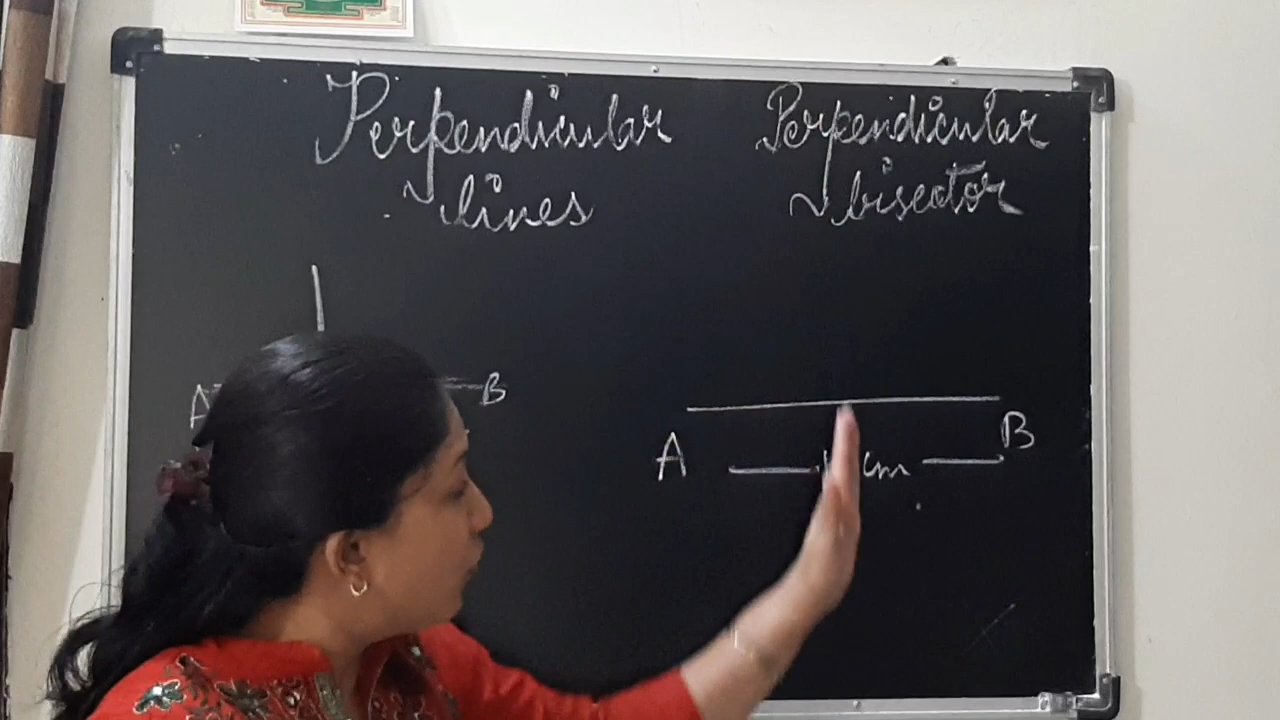 Perpendicular
lines
Perpendicular
bisector
A B
A B
cm